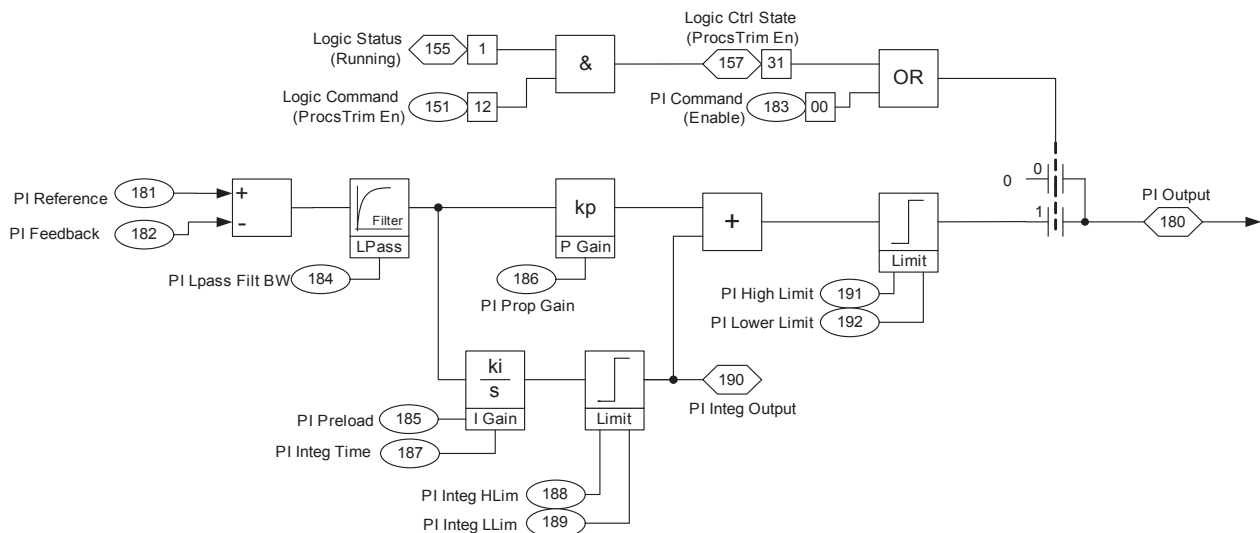 Logic Status
(Running)
155
1
Logic Command
(ProcsTrim En)
151
12
&
Logic Ctrl State
(ProcsTrim En)
157
31
PI Command
(Enable)
183
00
OR
PI Reference
181
PI Feedback
182
+
-
Filter
LPass
PI Lpass Filt BW
184
kp
P Gain
186
PI Prop Gain
+
Limit
PI High Limit
191
PI Lower Limit
192
0
0
1
PI Output
180
ki
s
I Gain
PI Preload
185
PI Integ Time
187
Limit
PI Integ HLim
188
PI Integ LLim
189
190
PI Integ Output